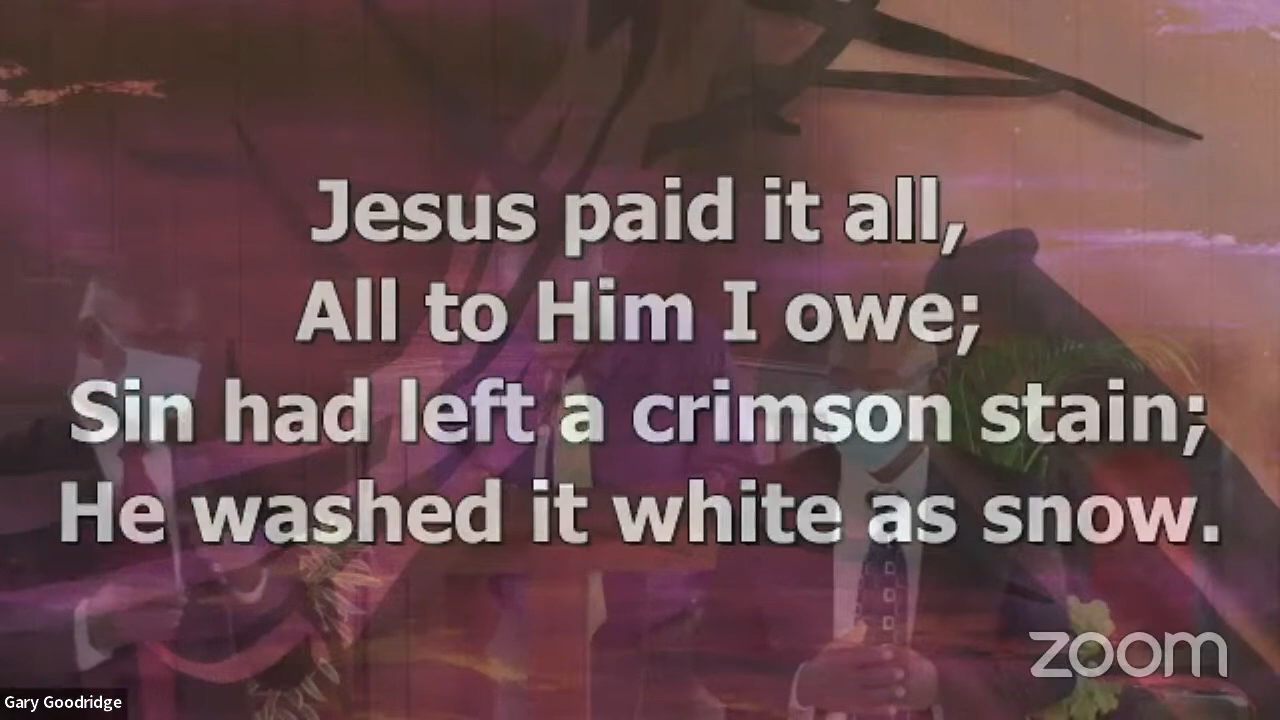 Jesus paid it all,
All to Him I owe;
Sin had left a crimson stain;
He washed it white as snow.
zoom
Gary Goodridge